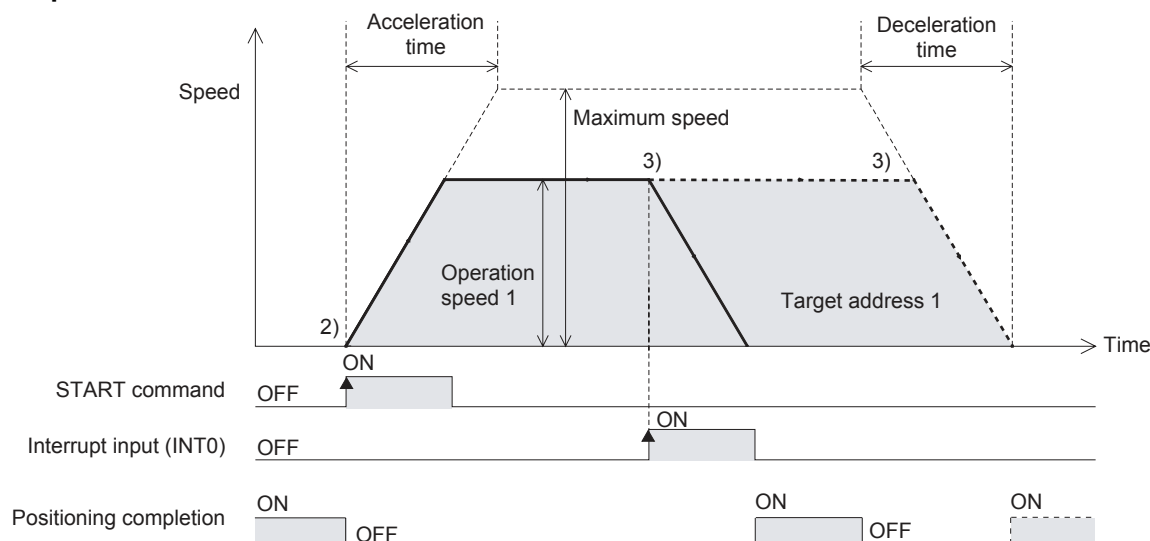 Acceleration
time
Deceleration
time
Speed
Maximum speed
3)
3)
Operation
speed 1
Target address 1
2)
Time
ON
START command
OFF
ON
Interrupt input (INT0)
OFF
ON
ON
ON
Positioning completion
OFF
OFF